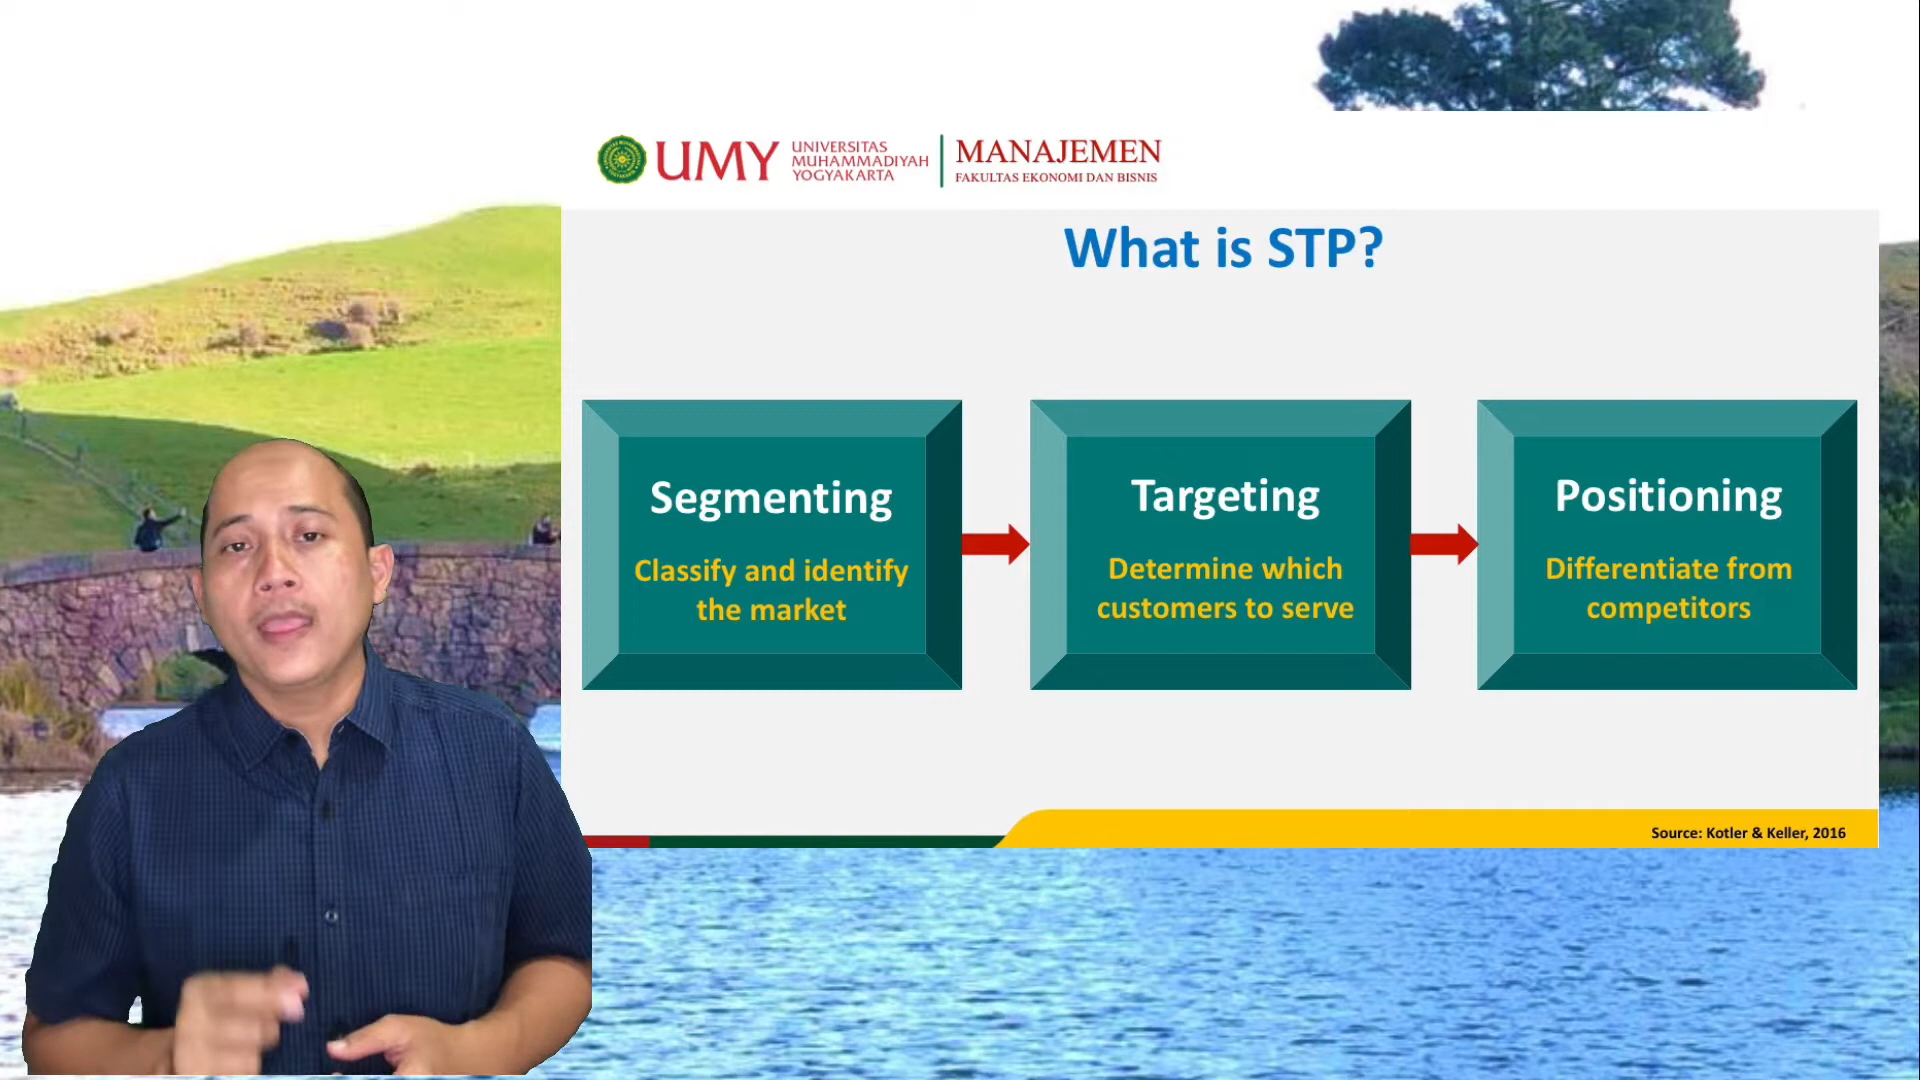 UMY
UNIVERSITAS
MUHAMMADIYAH
YOGYAKARTA
MANAJEMEN
FAKULTAS EKONOMI DAN BISNIS
What is STP?
Segmenting
Classify and identify
the market
Targeting
Determine which
customers to serve
Positioning
Differentiate from
competitors
Source: Kotler & Keller, 2016